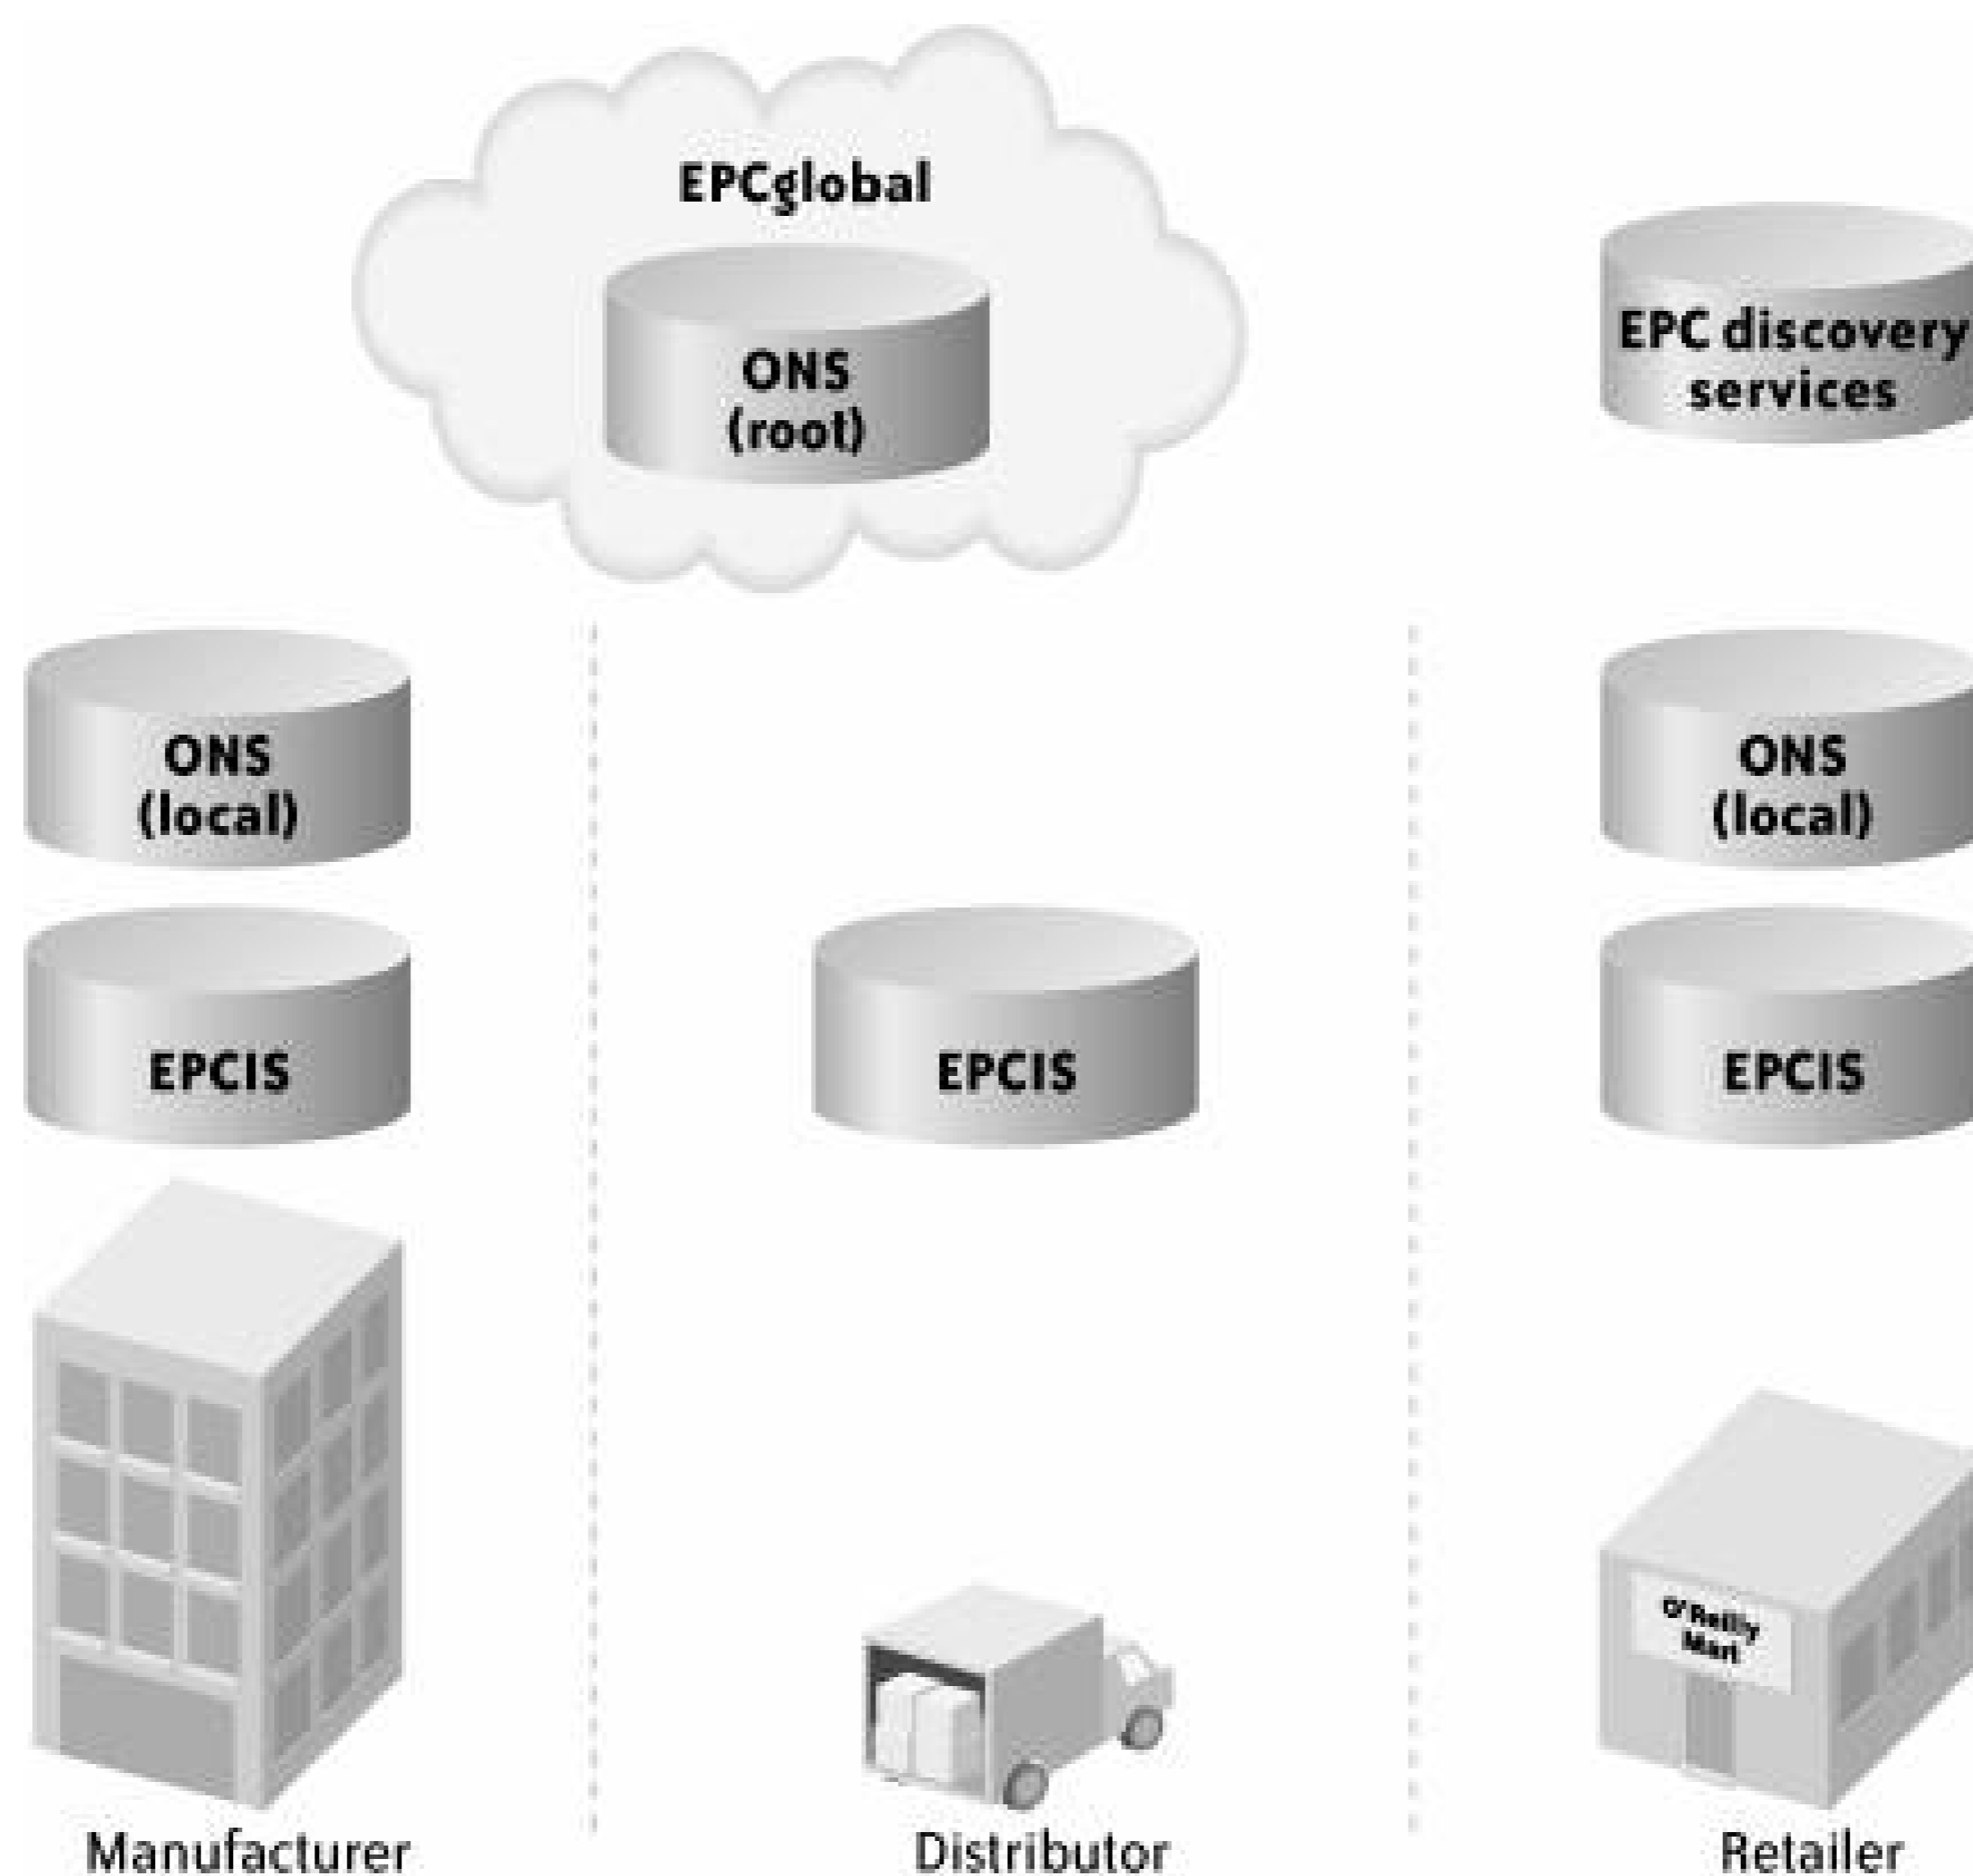 EPCglobal
ONS
(root)
EPC discovery
services
ONS
(local)
ONS
(local)
EPCIS
EPCIS
EPCIS
O'Reilly
Mart
Manufacturer
Distributor
Retailer